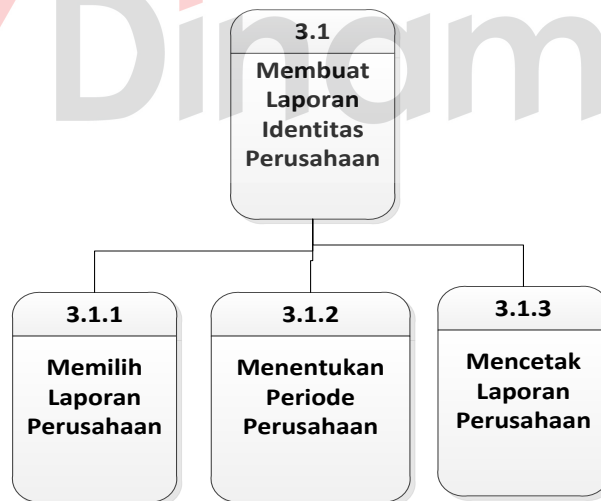 Dinam
3.1
Membuat
Laporan
Identitas
Perusahaan
3.1.1
Memilih
Laporan
Perusahaan
3.1.2
Menentukan
Periode
Perusahaan
3.1.3
Mencetak
Laporan
Perusahaan